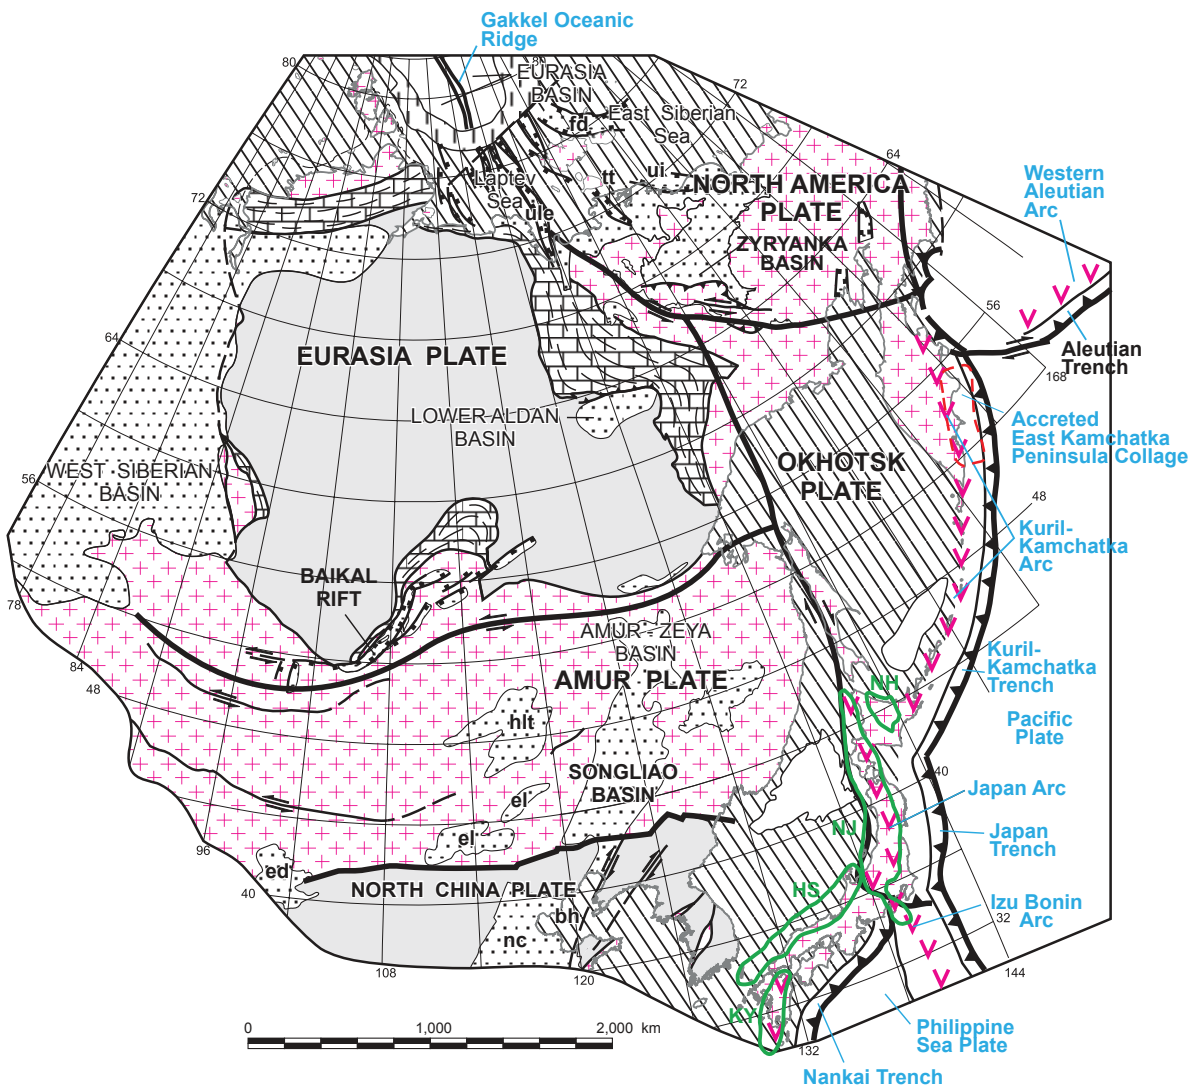 Gakkel Oceanic
Ridge
80
EURASIA
BASIN
72
fd
East Siberian
Sea
64
Laptev
Sea
tt
ui
ule
NORTH AMERICA
PLATE
ZYRYANKA
BASIN
Western
Aleutian
Arc
72
56
64
EURASIA PLATE
Aleutian
Trench
168
LOWER ALDAN
BASIN
Accreted
East Kamchatka
Peninsula Collage
OKHOTSK
PLATE
WEST SIBERIAN
BASIN
56
48
Kuril-
Kamchatka
Arc
BAIKAL
RIFT
78
AMUR - ZEYA
BASIN
84
48
AMUR PLATE
Kuril-
Kamchatka
Trench
NH
hlt
Pacific
Plate
SONGLIAO
BASIN
40
el
Japan Arc
NJ
el
Japan
Trench
96
ed
40
NORTH CHINA PLATE
HS
Izu Bonin
Arc
bh
32
nc
108
120
144
KY
0
1,000
2,000 km
132
Philippine
Sea Plate
Nankai Trench